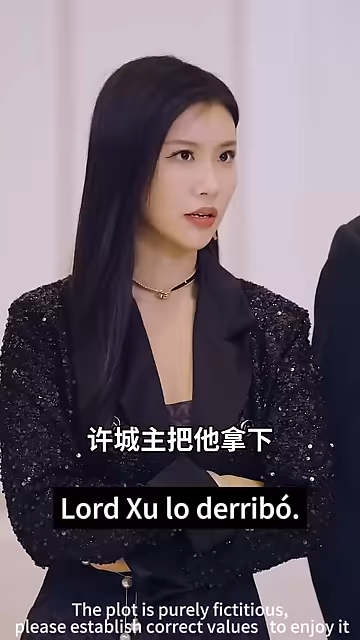 许城主把他拿下
Lord Xu lo derribó.
The plot is purely fictitious,
please establish correct values to enjoy it